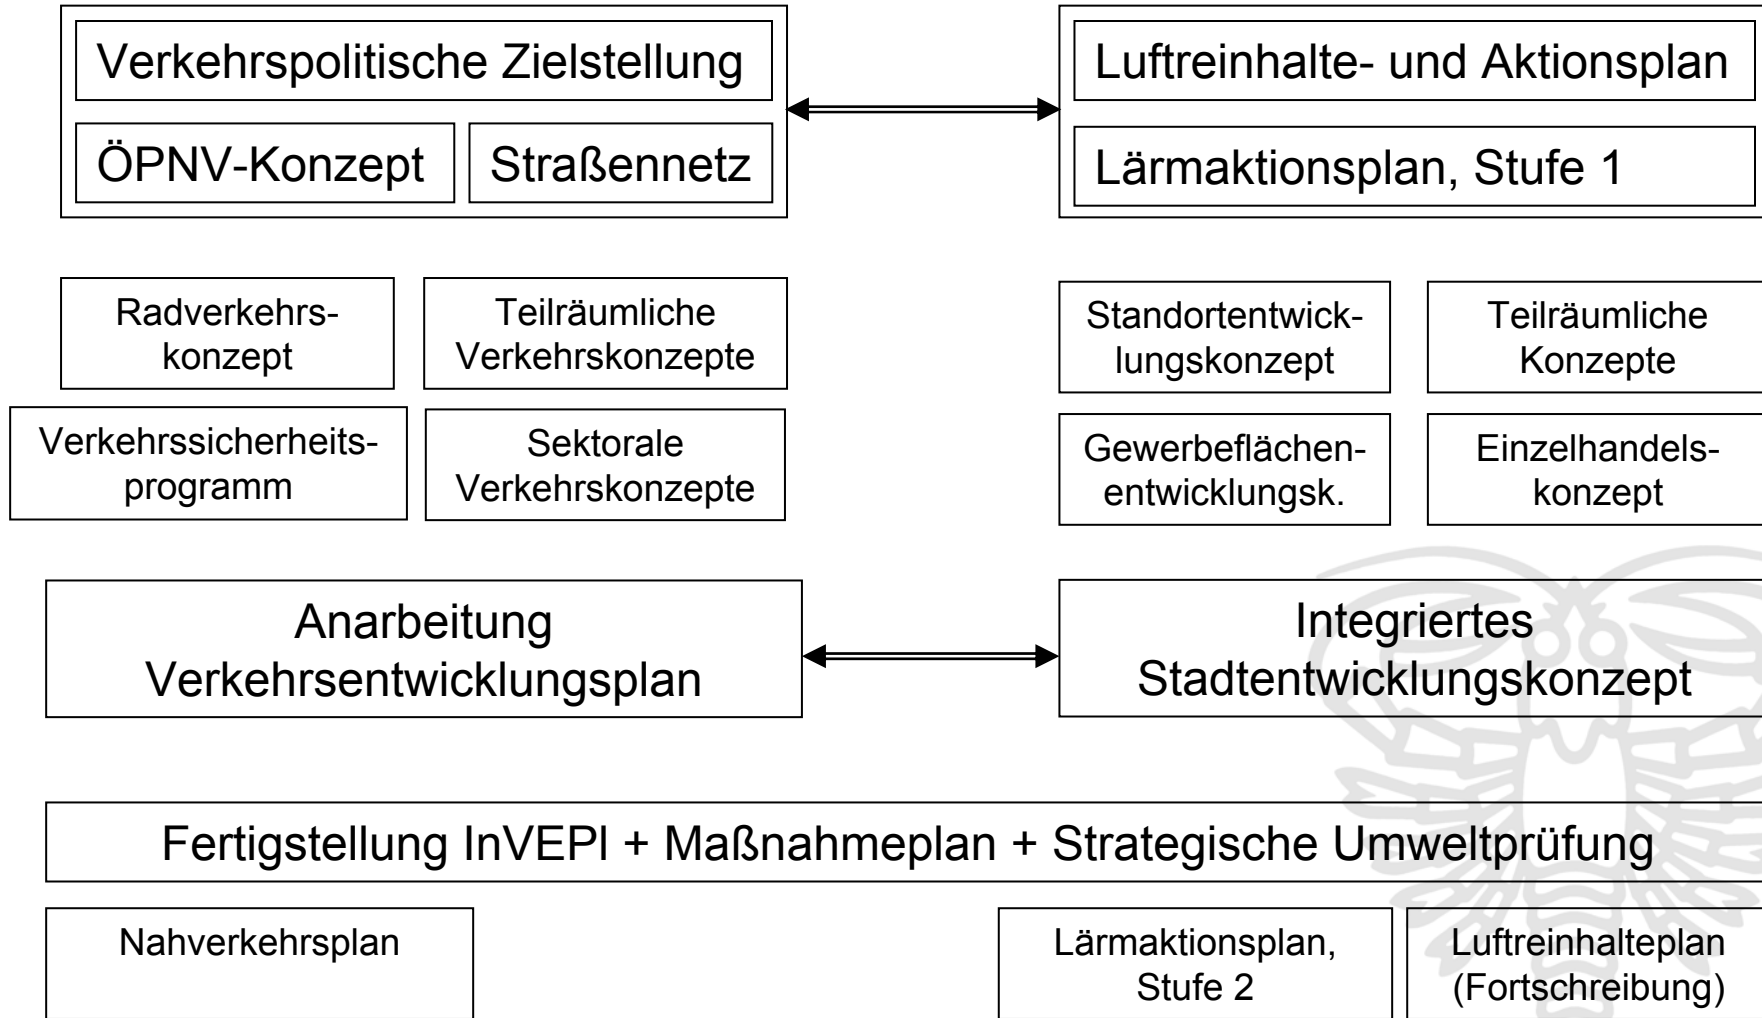 Verkehrspolitische Zielstellung
ÖPNV-Konzept
Straßennetz
Luftreinhalte- und Aktionsplan
Lärmaktionsplan, Stufe 1
Radverkehrs-
konzept
Teilräumliche
Verkehrskonzepte
Standortentwick-
lungskonzept
Teilräumliche
Konzepte
Verkehrssicherheits-
programm
Sektorale
Verkehrskonzepte
Gewerbeflächen-
entwicklungsk.
Einzelhandels-
konzept
Anarbeitung
Verkehrsentwicklungsplan
Integriertes
Stadtentwicklungskonzept
Fertigstellung InVEPl + Maßnahmeplan + Strategische Umweltprüfung
Nahverkehrsplan
Lärmaktionsplan,
Stufe 2
Luftreinhalteplan
(Fortschreibung)